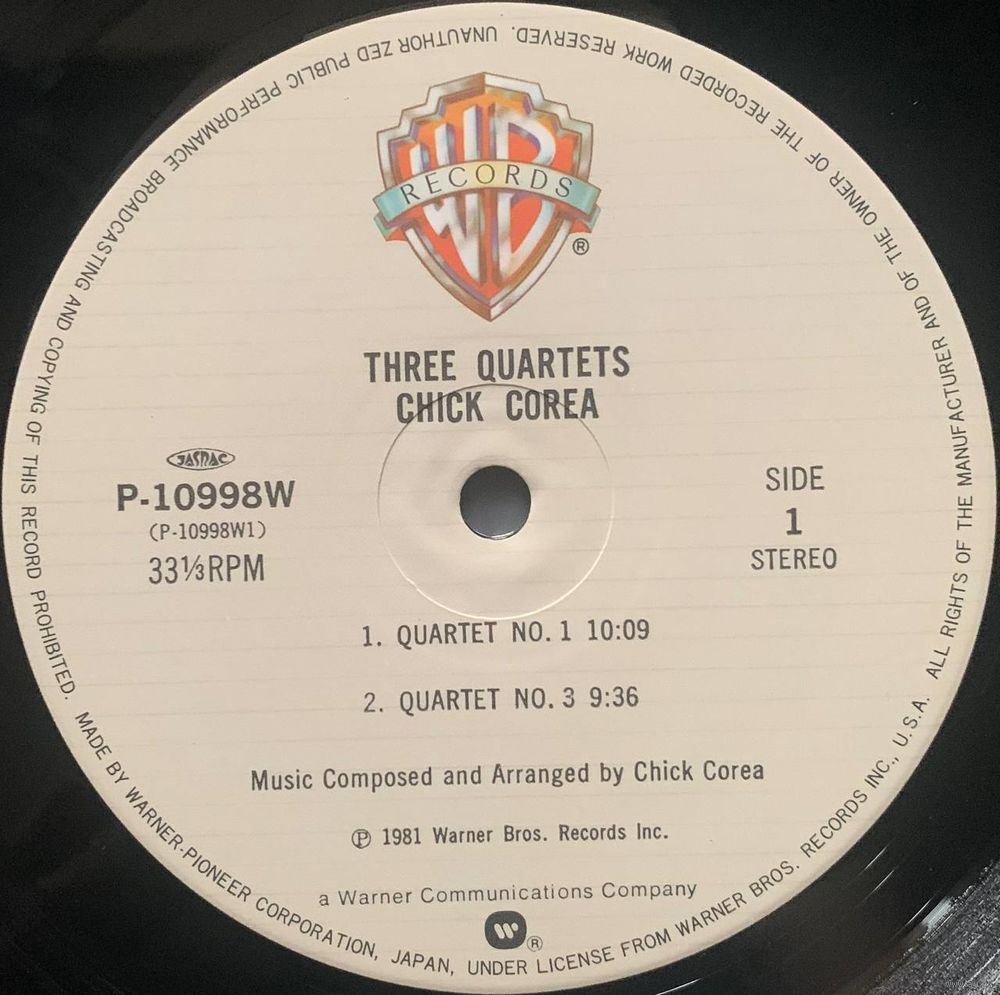 WB
RECORDS
®
THREE QUARTETS
CHICK COREA
JASRAC
P-10998W
(P-10998W1)
33⅓RPM
SIDE
1
STEREO
1. QUARTET NO. 1 10:09
2. QUARTET NO. 3 9:36
Music Composed and Arranged by Chick Corea
℗ 1981 Warner Bros. Records Inc.
a Warner Communications Company
®
MADE BY WARNER-PIONEER CORPORATION, JAPAN, UNDER LICENSE FROM WARNER BROS. RECORDS INC., U.S.A. ALL RIGHTS OF THE MANUFACTURER AND OF THE OWNER OF THE RECORDED WORK RESERVED. UNAUTHOR ZED PUBLIC PERFORMANCE BROADCASTING AND COPYING OF THIS RECORD PROHIBITED.